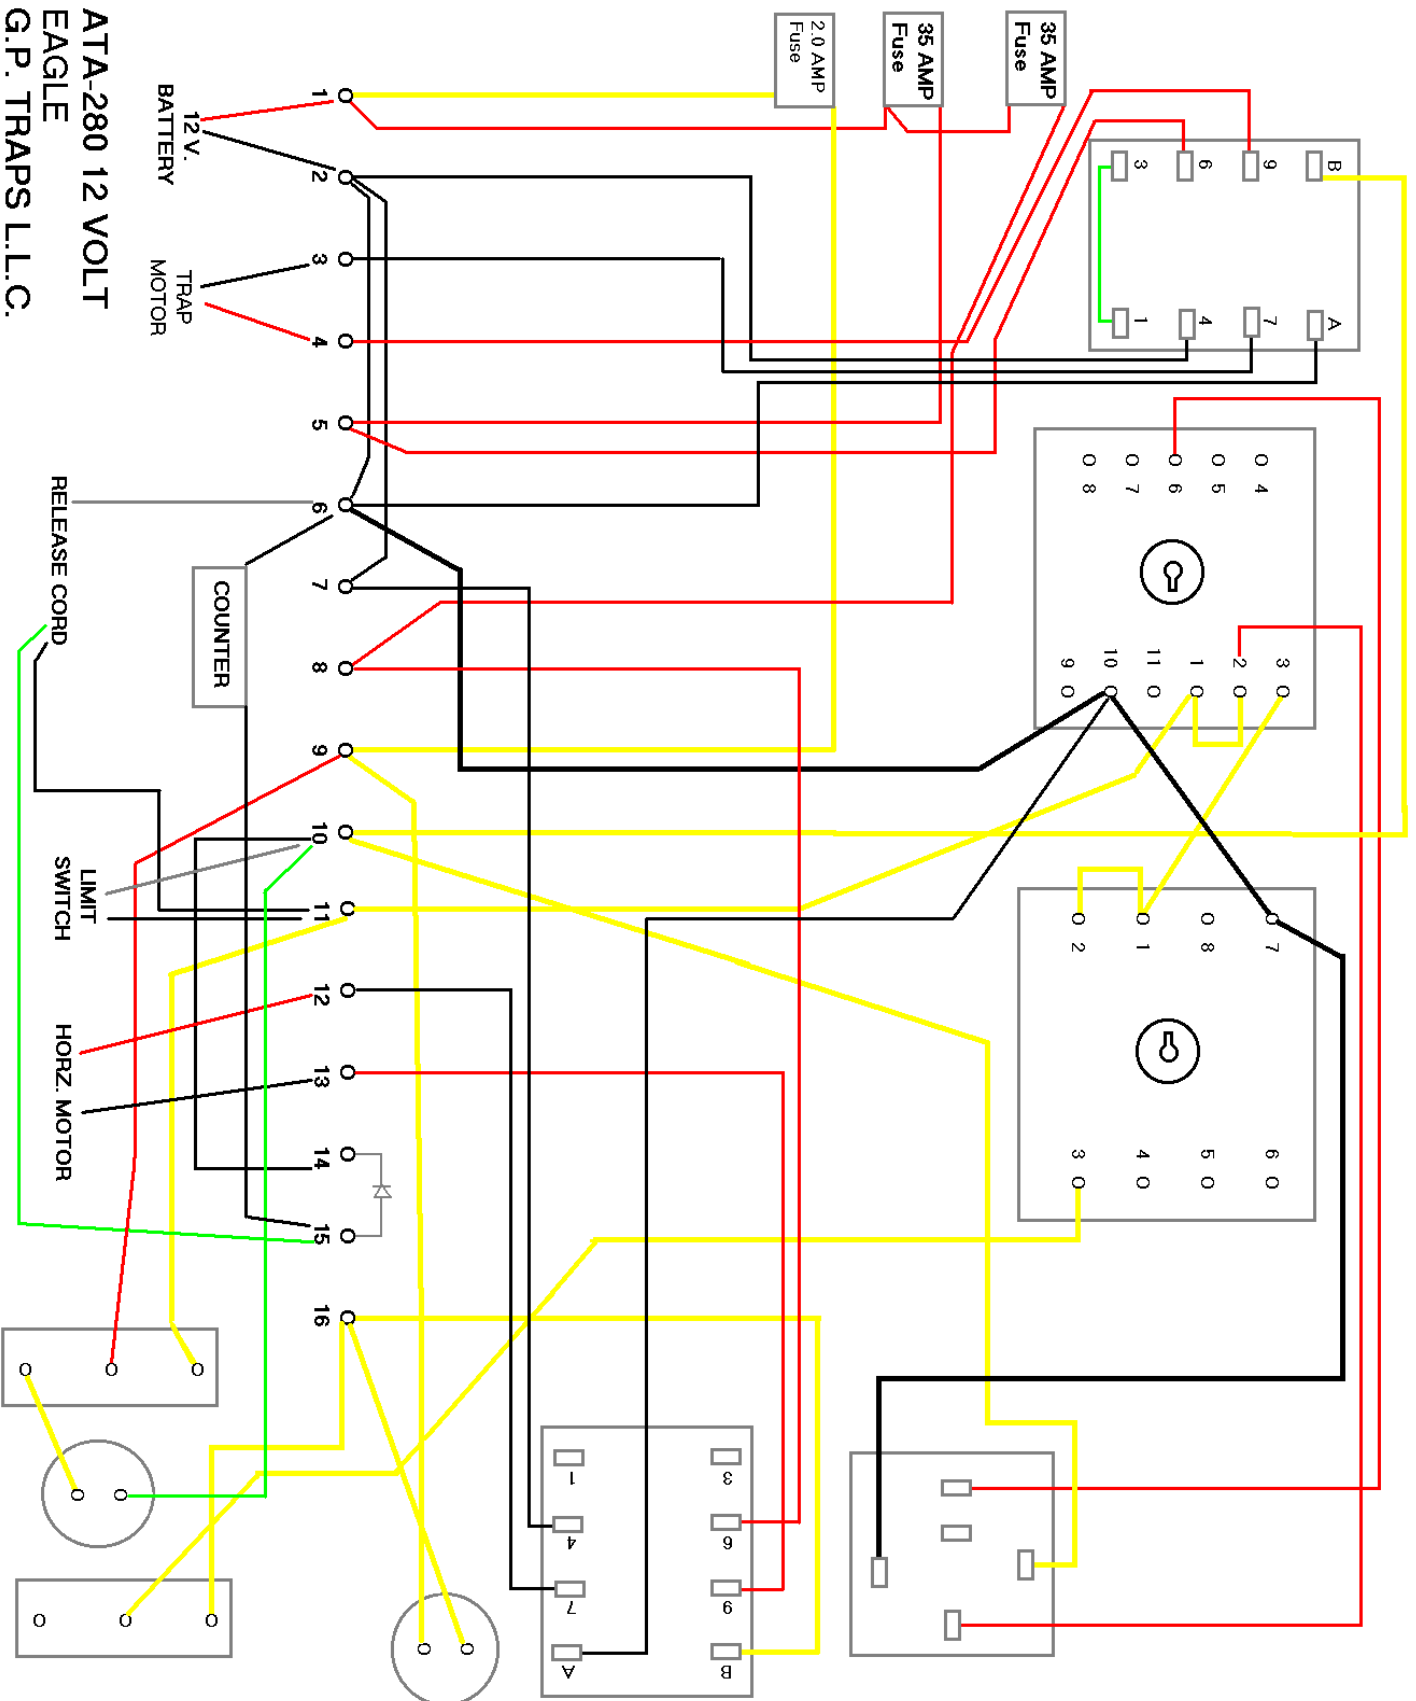 B A
9 7
6 4
3 1
4 3
5 2
6 1
7 11
8 10
9
7 6
8 5
1 4
2 3
35 AMP
Fuse
35 AMP
Fuse
2.0 AMP
Fuse
3 6 9 B
1 4 7 A
1 2 3 4 5 6 7 8 9 10 11 12 13 14 15 16
12 V.
BATTERY
TRAP
MOTOR
COUNTER
RELEASE CORD
LIMIT
SWITCH
HORZ. MOTOR
ATA-280 12 VOLT
EAGLE
G.P. TRAPS L.L.C.